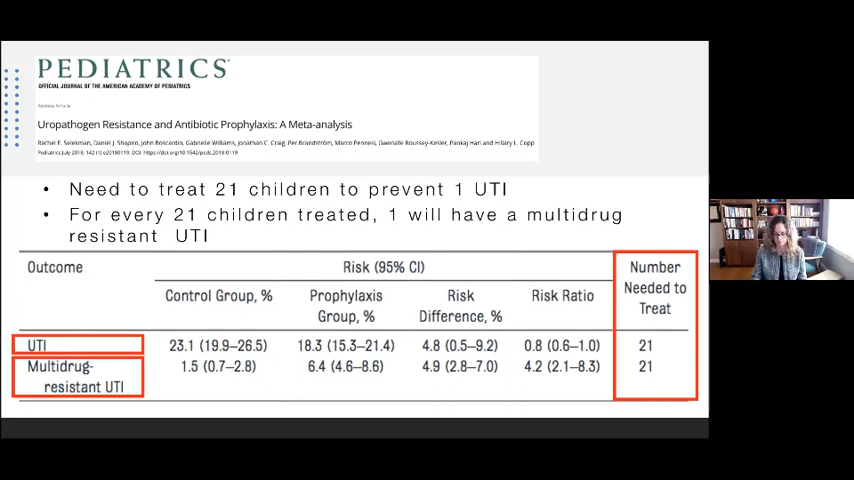 PEDIATRICS
OFFICIAL JOURNAL OF THE AMERICAN ACADEMY OF PEDIATRICS
Review Article
Uropathogen Resistance and Antibiotic Prophylaxis: A Meta-analysis
Rachel E. Selekman, Daniel J. Shapiro, John Boscardin, Gabrielle Williams, Jonathan C. Craig, Per Brandström, Marco Pennesi, Gwenalle Roussey-Kesler, Pankaj Hari and Hillary L. Copp
Pediatrics July 2018, 142 (1) e20180119; DOI: https://doi.org/10.1542/peds.2018-0119
• Need to treat 21 children to prevent 1 UTI
• For every 21 children treated, 1 will have a multidrug
resistant UTI
Outcome Risk (95% CI) Number
Needed to
Treat
Control Group, % Prophylaxis
Group, % Risk
Difference, % Risk Ratio
UTI 23.1 (19.9–26.5) 18.3 (15.3–21.4) 4.8 (0.5–9.2) 0.8 (0.6–1.0) 21
Multidrug-
resistant UTI 1.5 (0.7–2.8) 6.4 (4.6–8.6) 4.9 (2.8–7.0) 4.2 (2.1–8.3) 21